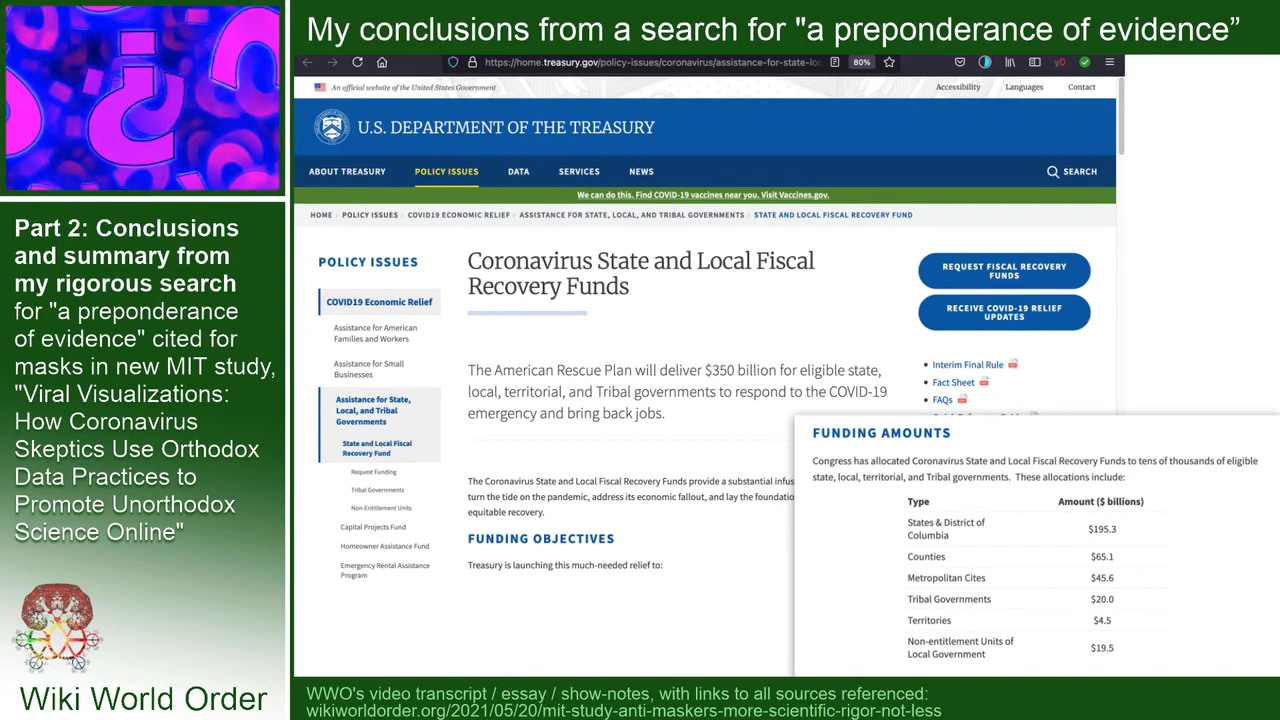 My conclusions from a search for "a preponderance of evidence”
https://home.treasury.gov/policy-issues/coronavirus/assistance-for-state-loc
80%
An official website of the United States Government
Accessibility
Languages
Contact
U.S. DEPARTMENT OF THE TREASURY
ABOUT TREASURY
POLICY ISSUES
DATA
SERVICES
NEWS
SEARCH
We can do this. Find COVID-19 vaccines near you. Visit Vaccines.gov.
HOME › POLICY ISSUES › COVID19 ECONOMIC RELIEF › ASSISTANCE FOR STATE, LOCAL, AND TRIBAL GOVERNMENTS › STATE AND LOCAL FISCAL RECOVERY FUND
Part 2: Conclusions
and summary from
my rigorous search
for "a preponderance
of evidence" cited for
masks in new MIT study,
"Viral Visualizations:
How Coronavirus
Skeptics Use Orthodox
Data Practices to
Promote Unorthodox
Science Online"
Wiki World Order
POLICY ISSUES
COVID19 Economic Relief
Assistance for American
Families and Workers
Assistance for Small
Businesses
Assistance for State,
Local, and Tribal
Governments
State and Local Fiscal
Recovery Fund
Request Funding
Tribal Governments
Non-Entitlement Units
Capital Projects Fund
Homeowner Assistance Fund
Emergency Rental Assistance
Program
Coronavirus State and Local Fiscal
Recovery Funds
The American Rescue Plan will deliver $350 billion for eligible state,
local, territorial, and Tribal governments to respond to the COVID-19
emergency and bring back jobs.
The Coronavirus State and Local Fiscal Recovery Funds provide a substantial infus
turn the tide on the pandemic, address its economic fallout, and lay the foundatio
equitable recovery.
FUNDING OBJECTIVES
Treasury is launching this much-needed relief to:
REQUEST FISCAL RECOVERY
FUNDS
RECEIVE COVID-19 RELIEF
UPDATES
Interim Final Rule
Fact Sheet
FAQs
FUNDING AMOUNTS
Congress has allocated Coronavirus State and Local Fiscal Recovery Funds to tens of thousands of eligible
state, local, territorial, and Tribal governments. These allocations include:
Type
Amount ($ billions)
States & District of
Columbia
$195.3
Counties
$65.1
Metropolitan Cites
$45.6
Tribal Governments
$20.0
Territories
$4.5
Non-entitlement Units of
Local Government
$19.5
WWO's video transcript / essay / show-notes, with links to all sources referenced:
wikiworldorder.org/2021/05/20/mit-study-anti-maskers-more-scientific-rigor-not-less